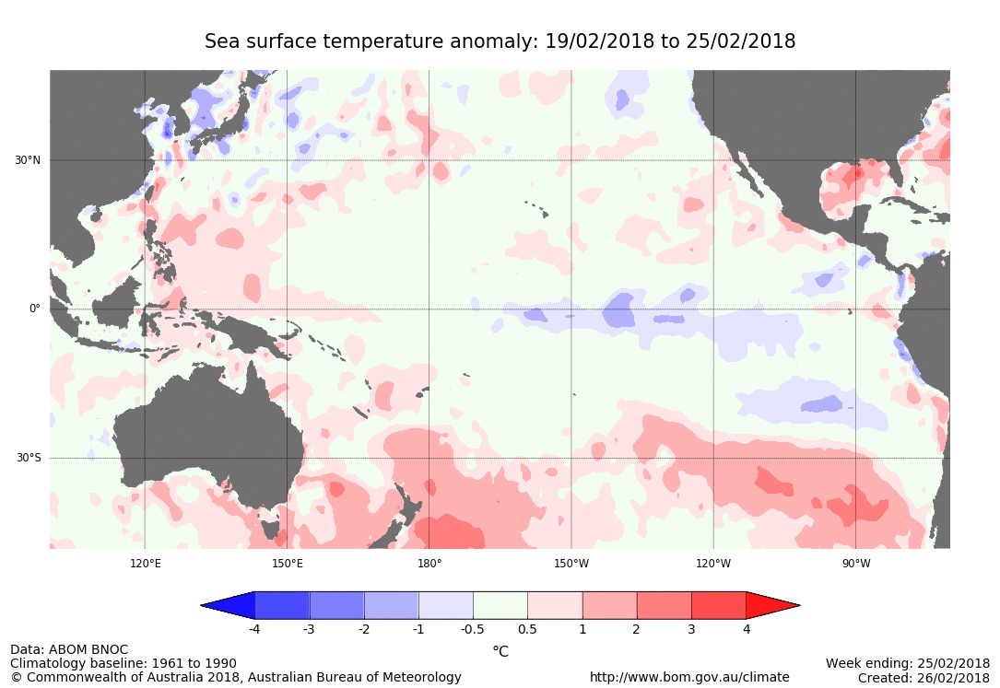 Sea surface temperature anomaly: 19/02/2018 to 25/02/2018
30°N
0°
30°S
120°E 150°E 180° 150°W 120°W 90°W
-4 -3 -2 -1 -0.5 0.5 1 2 3 4
°C
Data: ABOM BNOC
Climatology baseline: 1961 to 1990
Week ending: 25/02/2018
© Commonwealth of Australia 2018, Australian Bureau of Meteorology http://www.bom.gov.au/climate Created: 26/02/2018